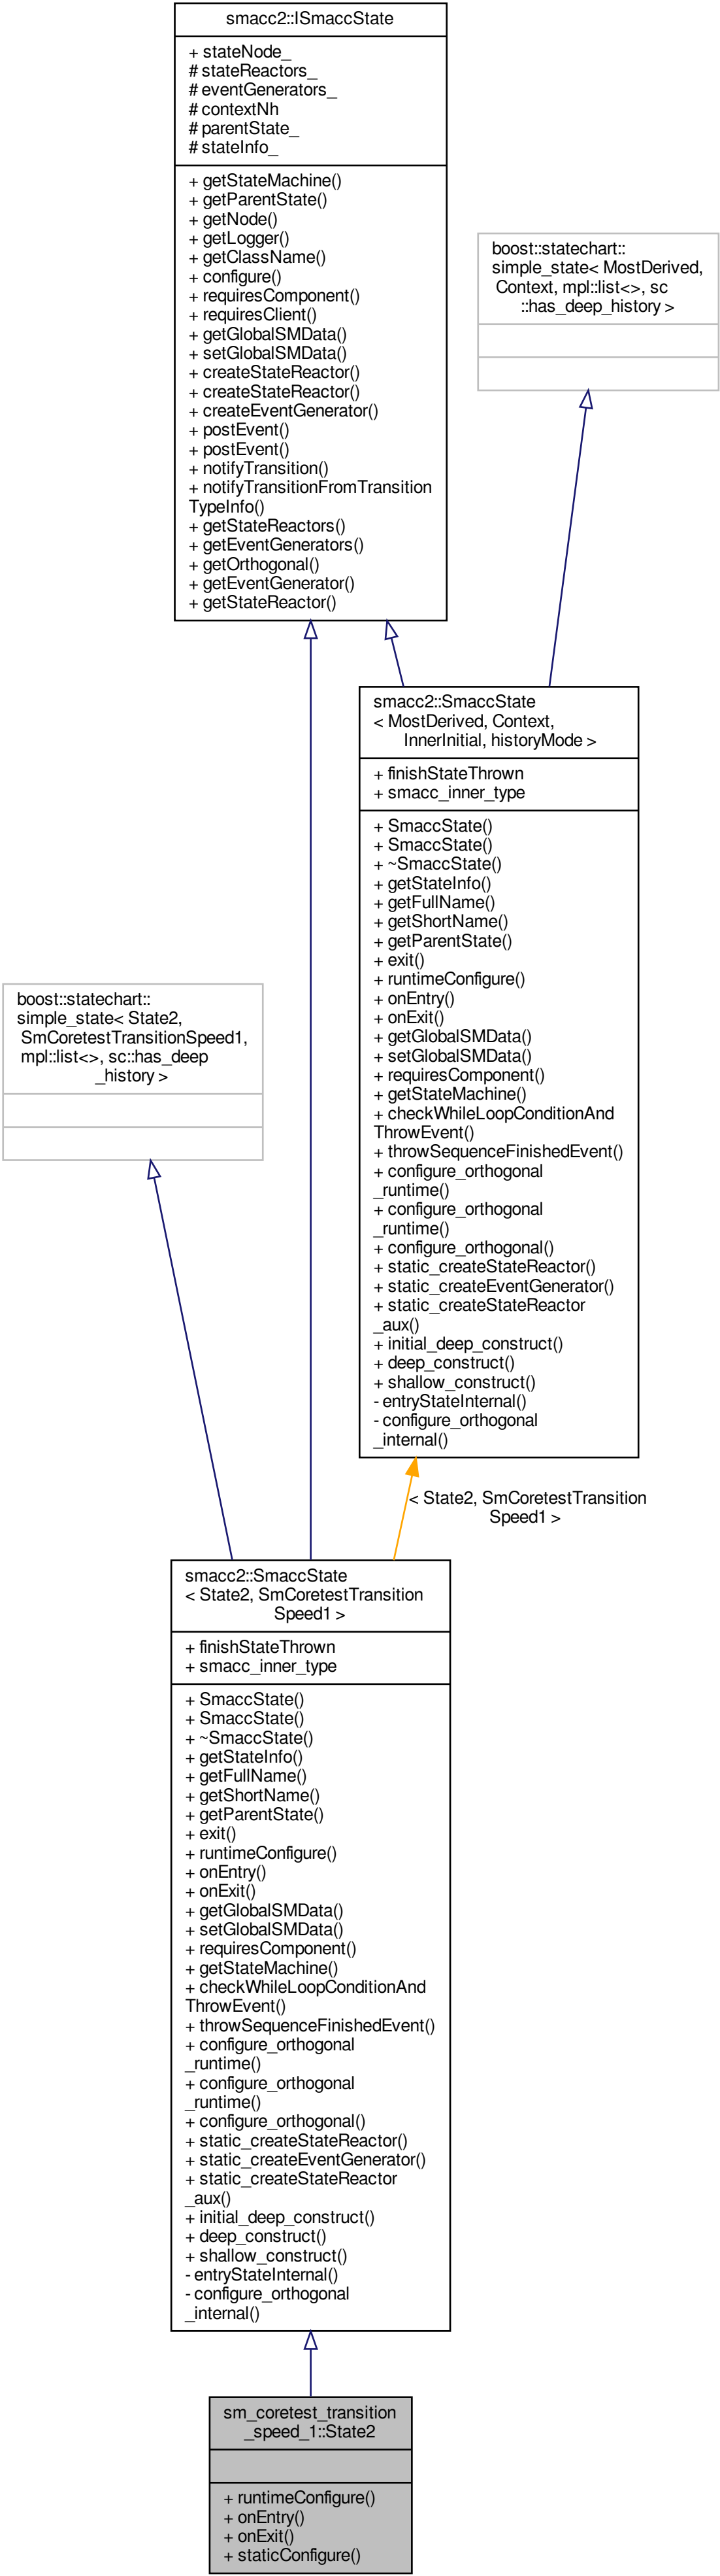 smacc2::ISmaccState
+ stateNode_
# stateReactors_
# eventGenerators_
# contextNh
# parentState_
# stateInfo_
+ getStateMachine()
+ getParentState()
+ getNode()
+ getLogger()
+ getClassName()
+ configure()
+ requiresComponent()
+ requiresClient()
+ getGlobalSMData()
+ setGlobalSMData()
+ createStateReactor()
+ createStateReactor()
+ createEventGenerator()
+ postEvent()
+ postEvent()
+ notifyTransition()
+ notifyTransitionFromTransition
TypeInfo()
+ getStateReactors()
+ getEventGenerators()
+ getOrthogonal()
+ getEventGenerator()
+ getStateReactor()
boost::statechart::
simple_state< MostDerived,
Context, mpl::list<>, sc
::has_deep_history >
smacc2::SmaccState
< MostDerived, Context,
InnerInitial, historyMode >
+ finishStateThrown
+ smacc_inner_type
+ SmaccState()
+ SmaccState()
+ ~SmaccState()
+ getStateInfo()
+ getFullName()
+ getShortName()
+ getParentState()
+ exit()
+ runtimeConfigure()
+ onEntry()
+ onExit()
+ getGlobalSMData()
+ setGlobalSMData()
+ requiresComponent()
+ getStateMachine()
+ checkWhileLoopConditionAnd
ThrowEvent()
+ throwSequenceFinishedEvent()
+ configure_orthogonal
_runtime()
+ configure_orthogonal
_runtime()
+ configure_orthogonal()
+ static_createStateReactor()
+ static_createEventGenerator()
+ static_createStateReactor
_aux()
+ initial_deep_construct()
+ deep_construct()
+ shallow_construct()
- entryStateInternal()
- configure_orthogonal
_internal()
boost::statechart::
simple_state< State2,
SmCoretestTransitionSpeed1,
mpl::list<>, sc::has_deep
_history >
< State2, SmCoretestTransition
Speed1 >
smacc2::SmaccState
< State2, SmCoretestTransition
Speed1 >
+ finishStateThrown
+ smacc_inner_type
+ SmaccState()
+ SmaccState()
+ ~SmaccState()
+ getStateInfo()
+ getFullName()
+ getShortName()
+ getParentState()
+ exit()
+ runtimeConfigure()
+ onEntry()
+ onExit()
+ getGlobalSMData()
+ setGlobalSMData()
+ requiresComponent()
+ getStateMachine()
+ checkWhileLoopConditionAnd
ThrowEvent()
+ throwSequenceFinishedEvent()
+ configure_orthogonal
_runtime()
+ configure_orthogonal
_runtime()
+ configure_orthogonal()
+ static_createStateReactor()
+ static_createEventGenerator()
+ static_createStateReactor
_aux()
+ initial_deep_construct()
+ deep_construct()
+ shallow_construct()
- entryStateInternal()
- configure_orthogonal
_internal()
sm_coretest_transition
_speed_1::State2
+ runtimeConfigure()
+ onEntry()
+ onExit()
+ staticConfigure()